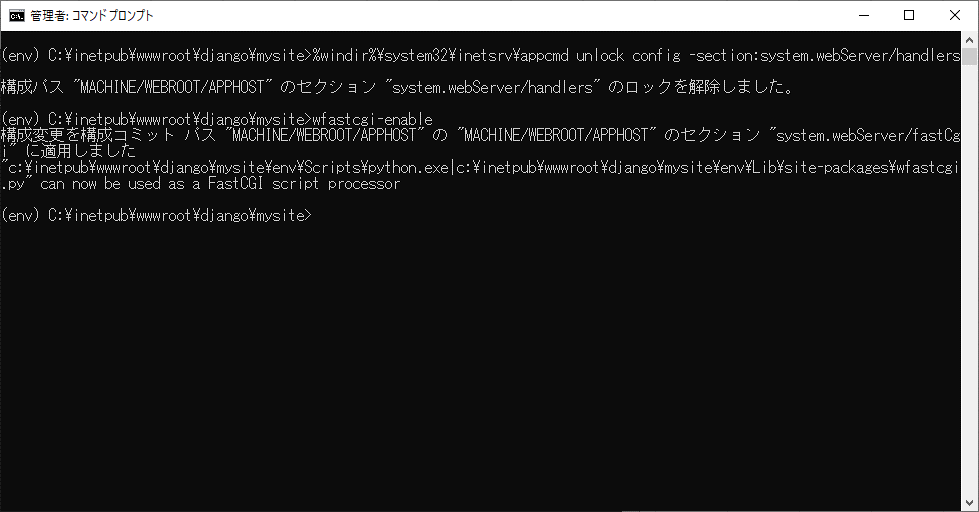 管理者: コマンドプロンプト
(env) C:¥inetpub¥wwwroot¥django¥mysite>%windir%¥system32¥inetsrv¥appcmd unlock config -section:system.webServer/handlers
構成パス "MACHINE/WEBROOT/APPHOST" のセクション "system.webServer/handlers" のロックを解除しました。
(env) C:¥inetpub¥wwwroot¥django¥mysite>wfastcgi-enable
構成変更を構成コミット パス "MACHINE/WEBROOT/APPHOST" の "MACHINE/WEBROOT/APPHOST" のセクション "system.webServer/fastCg
i" に適用しました
"c:¥inetpub¥wwwroot¥django¥mysite¥env¥Scripts¥python.exe|c:¥inetpub¥wwwroot¥django¥mysite¥env¥Lib¥site-packages¥wfastcgi
.py" can now be used as a FastCGI script processor
(env) C:¥inetpub¥wwwroot¥django¥mysite>